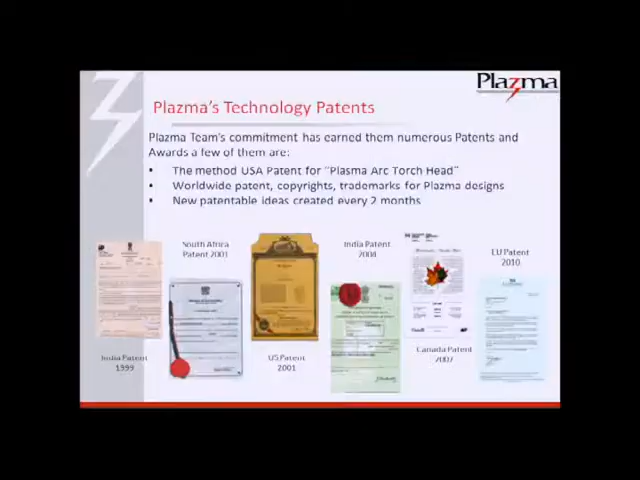 Plazma
Plazma's Technology Patents
Plazma Team's commitment has earned them numerous Patents and
Awards a few of them are:
• The method USA Patent for "Plasma Arc Torch Head"
• Worldwide patent, copyrights, trademarks for Plazma designs
• New patentable ideas created every 2 months
South Africa
Patent 2001
India Patent
2004
EU Patent
2010
India Patent
1999
US Patent
2001
Canada Patent
2007